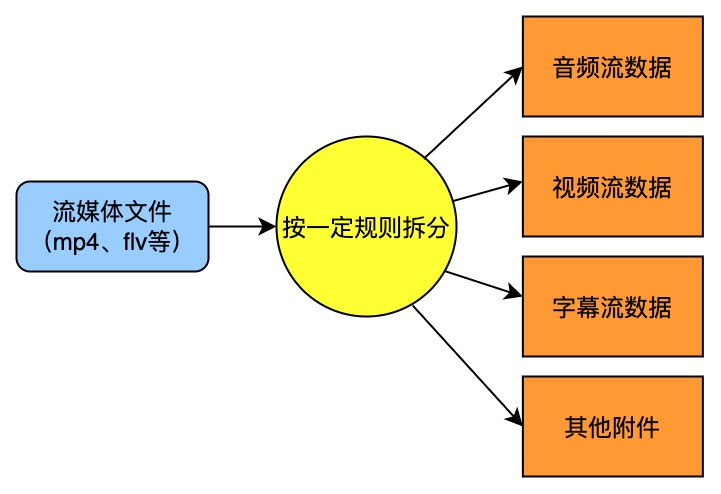 流媒体文件
（mp4、flv等）
按一定规则拆分
音频流数据
视频流数据
字幕流数据
其他附件